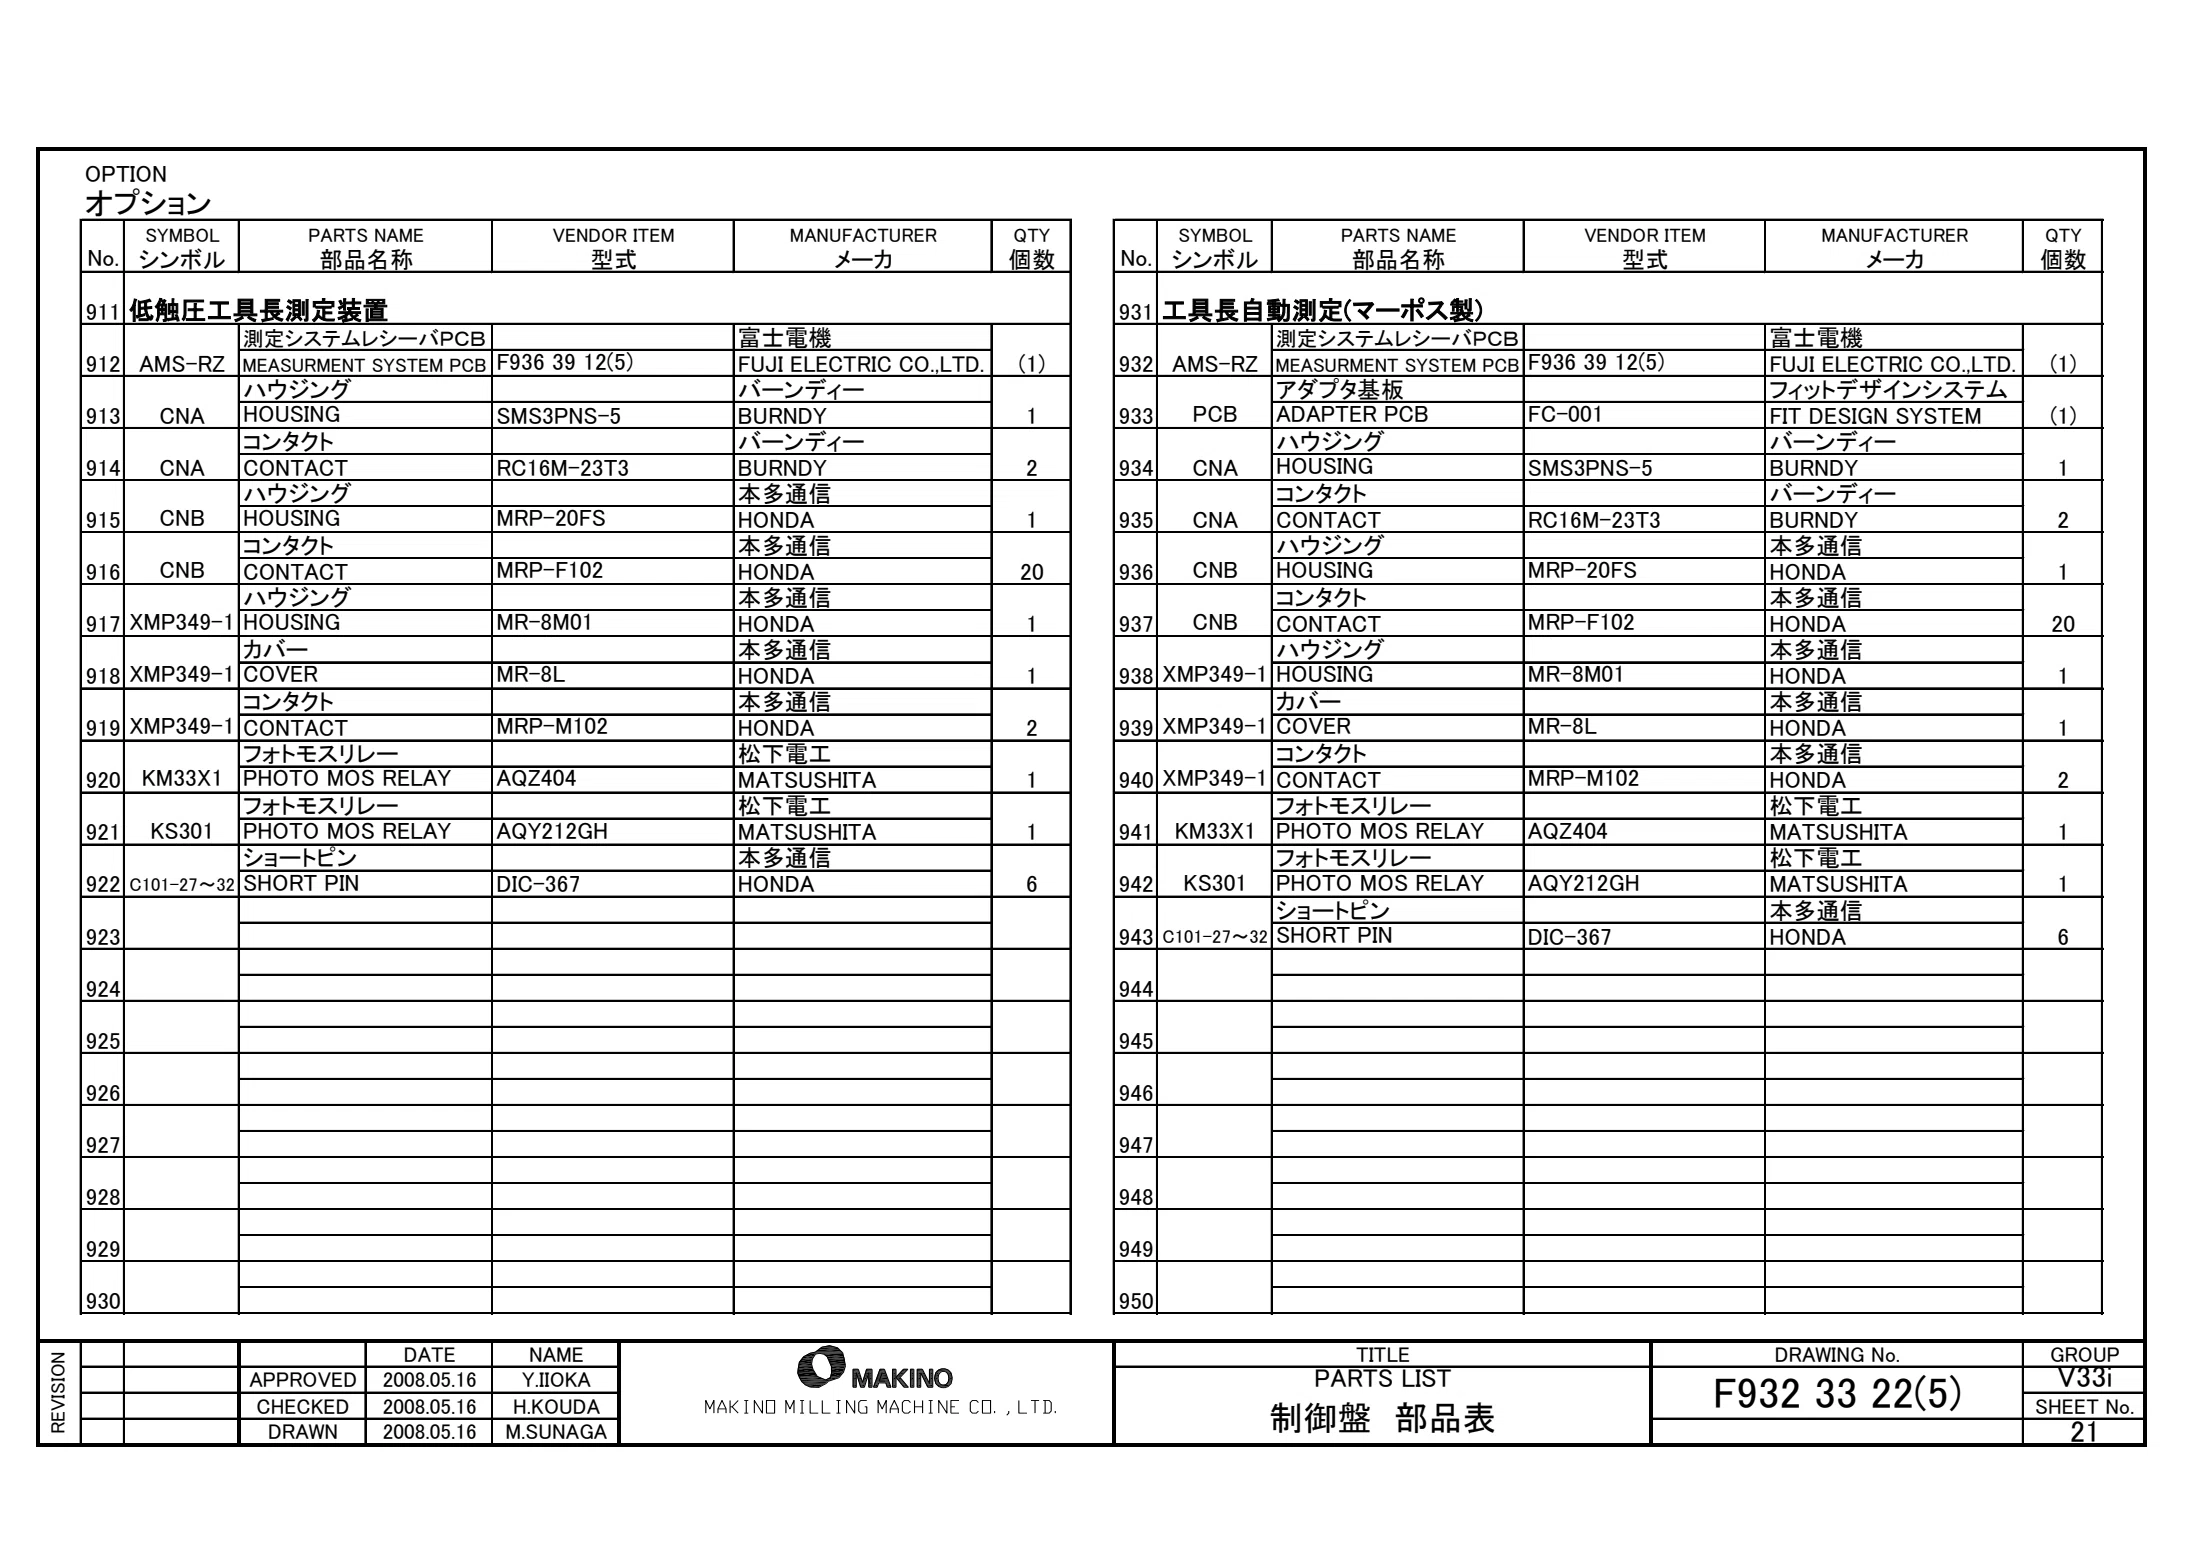 OPTION
オプション
No. SYMBOL シンボル PARTS NAME 部品名称 VENDOR ITEM 型式 MANUFACTURER メーカ QTY 個数
911 低触圧工具長測定装置
測定システムレシーバPCB 富士電機
912 AMS-RZ MEASURMENT SYSTEM PCB F936 39 12(5) FUJI ELECTRIC CO.,LTD. (1)
ハウジング バーンディー
913 CNA HOUSING SMS3PNS-5 BURNDY 1
コンタクト バーンディー
914 CNA CONTACT RC16M-23T3 BURNDY 2
ハウジング 本多通信
915 CNB HOUSING MRP-20FS HONDA 1
コンタクト 本多通信
916 CNB CONTACT MRP-F102 HONDA 20
ハウジング 本多通信
917 XMP349-1 HOUSING MR-8M01 HONDA 1
カバー 本多通信
918 XMP349-1 COVER MR-8L HONDA 1
コンタクト 本多通信
919 XMP349-1 CONTACT MRP-M102 HONDA 2
フォトモスリレー 松下電工
920 KM33X1 PHOTO MOS RELAY AQZ404 MATSUSHITA 1
フォトモスリレー 松下電工
921 KS301 PHOTO MOS RELAY AQY212GH MATSUSHITA 1
ショートピン 本多通信
922 C101-27～32 SHORT PIN DIC-367 HONDA 6
923
924
925
926
927
928
929
930
No. SYMBOL シンボル PARTS NAME 部品名称 VENDOR ITEM 型式 MANUFACTURER メーカ QTY 個数
931 工具長自動測定(マーポス製)
測定システムレシーバPCB 富士電機
932 AMS-RZ MEASURMENT SYSTEM PCB F936 39 12(5) FUJI ELECTRIC CO.,LTD. (1)
アダプタ基板 フィットデザインシステム
933 PCB ADAPTER PCB FC-001 FIT DESIGN SYSTEM (1)
ハウジング バーンディー
934 CNA HOUSING SMS3PNS-5 BURNDY 1
コンタクト バーンディー
935 CNA CONTACT RC16M-23T3 BURNDY 2
ハウジング 本多通信
936 CNB HOUSING MRP-20FS HONDA 1
コンタクト 本多通信
937 CNB CONTACT MRP-F102 HONDA 20
ハウジング 本多通信
938 XMP349-1 HOUSING MR-8M01 HONDA 1
カバー 本多通信
939 XMP349-1 COVER MR-8L HONDA 1
コンタクト 本多通信
940 XMP349-1 CONTACT MRP-M102 HONDA 2
フォトモスリレー 松下電工
941 KM33X1 PHOTO MOS RELAY AQZ404 MATSUSHITA 1
フォトモスリレー 松下電工
942 KS301 PHOTO MOS RELAY AQY212GH MATSUSHITA 1
ショートピン 本多通信
943 C101-27～32 SHORT PIN DIC-367 HONDA 6
944
945
946
947
948
949
950
REVISION
DATE NAME
APPROVED 2008.05.16 Y.IIOKA
CHECKED 2008.05.16 H.KOUDA
DRAWN 2008.05.16 M.SUNAGA
MAKINO
MAKINO MILLING MACHINE CO. , LTD.
TITLE
PARTS LIST
制御盤 部品表
DRAWING No.
F932 33 22(5)
GROUP
V33i
SHEET No.
21